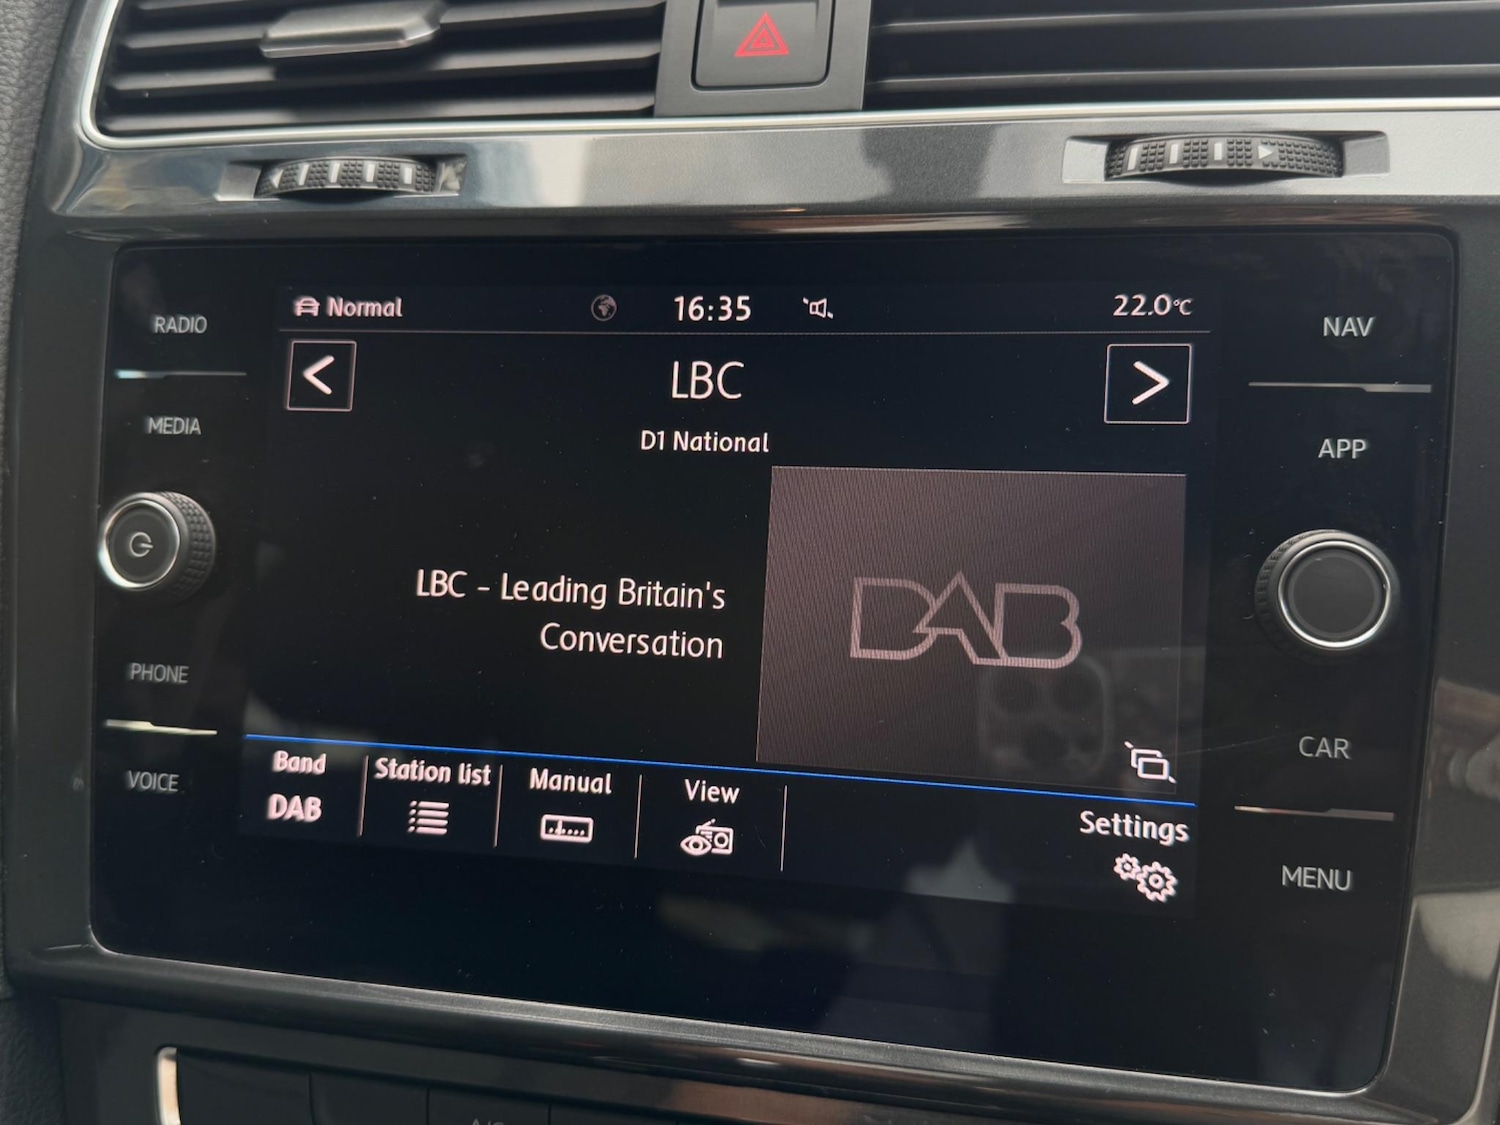 RADIO
MEDIA
PHONE
VOICE
Normal
16:35
22.0°C
<
LBC
>
D1 National
LBC - Leading Britain's
Conversation
DAB
Band
DAB
Station list
Manual
View
Settings
NAV
APP
CAR
MENU